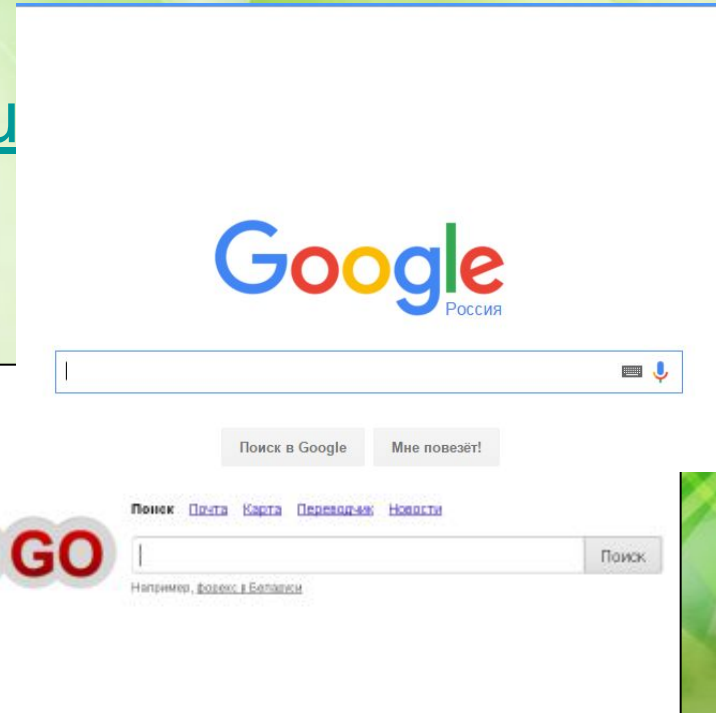 Google
Россия
Поиск в Google Мне повезёт!
Поиск Почта Карта Переводчик Новости
GO
Поиск
Например, форекс в Беларуси